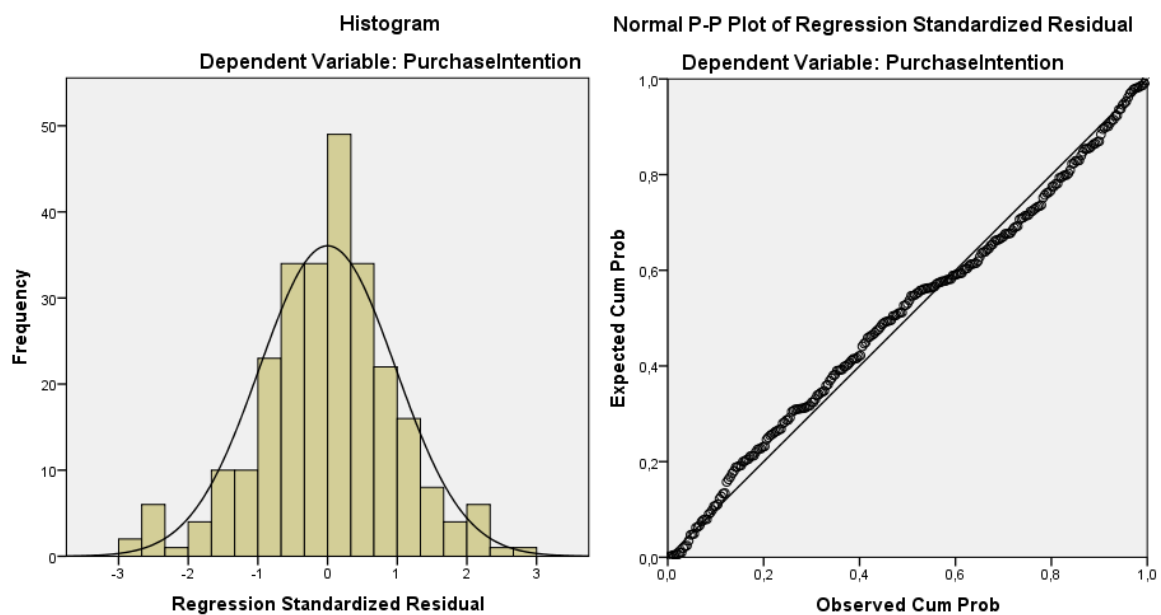 Histogram
Dependent Variable: PurchaseIntention
50
40
30
20
10
0
Frequency
-3 -2 -1 0 1 2 3
Regression Standardized Residual
Normal P-P Plot of Regression Standardized Residual
Dependent Variable: PurchaseIntention
1,0
0,8
0,6
0,4
0,2
0,0
Expected Cum Prob
0,0 0,2 0,4 0,6 0,8 1,0
Observed Cum Prob